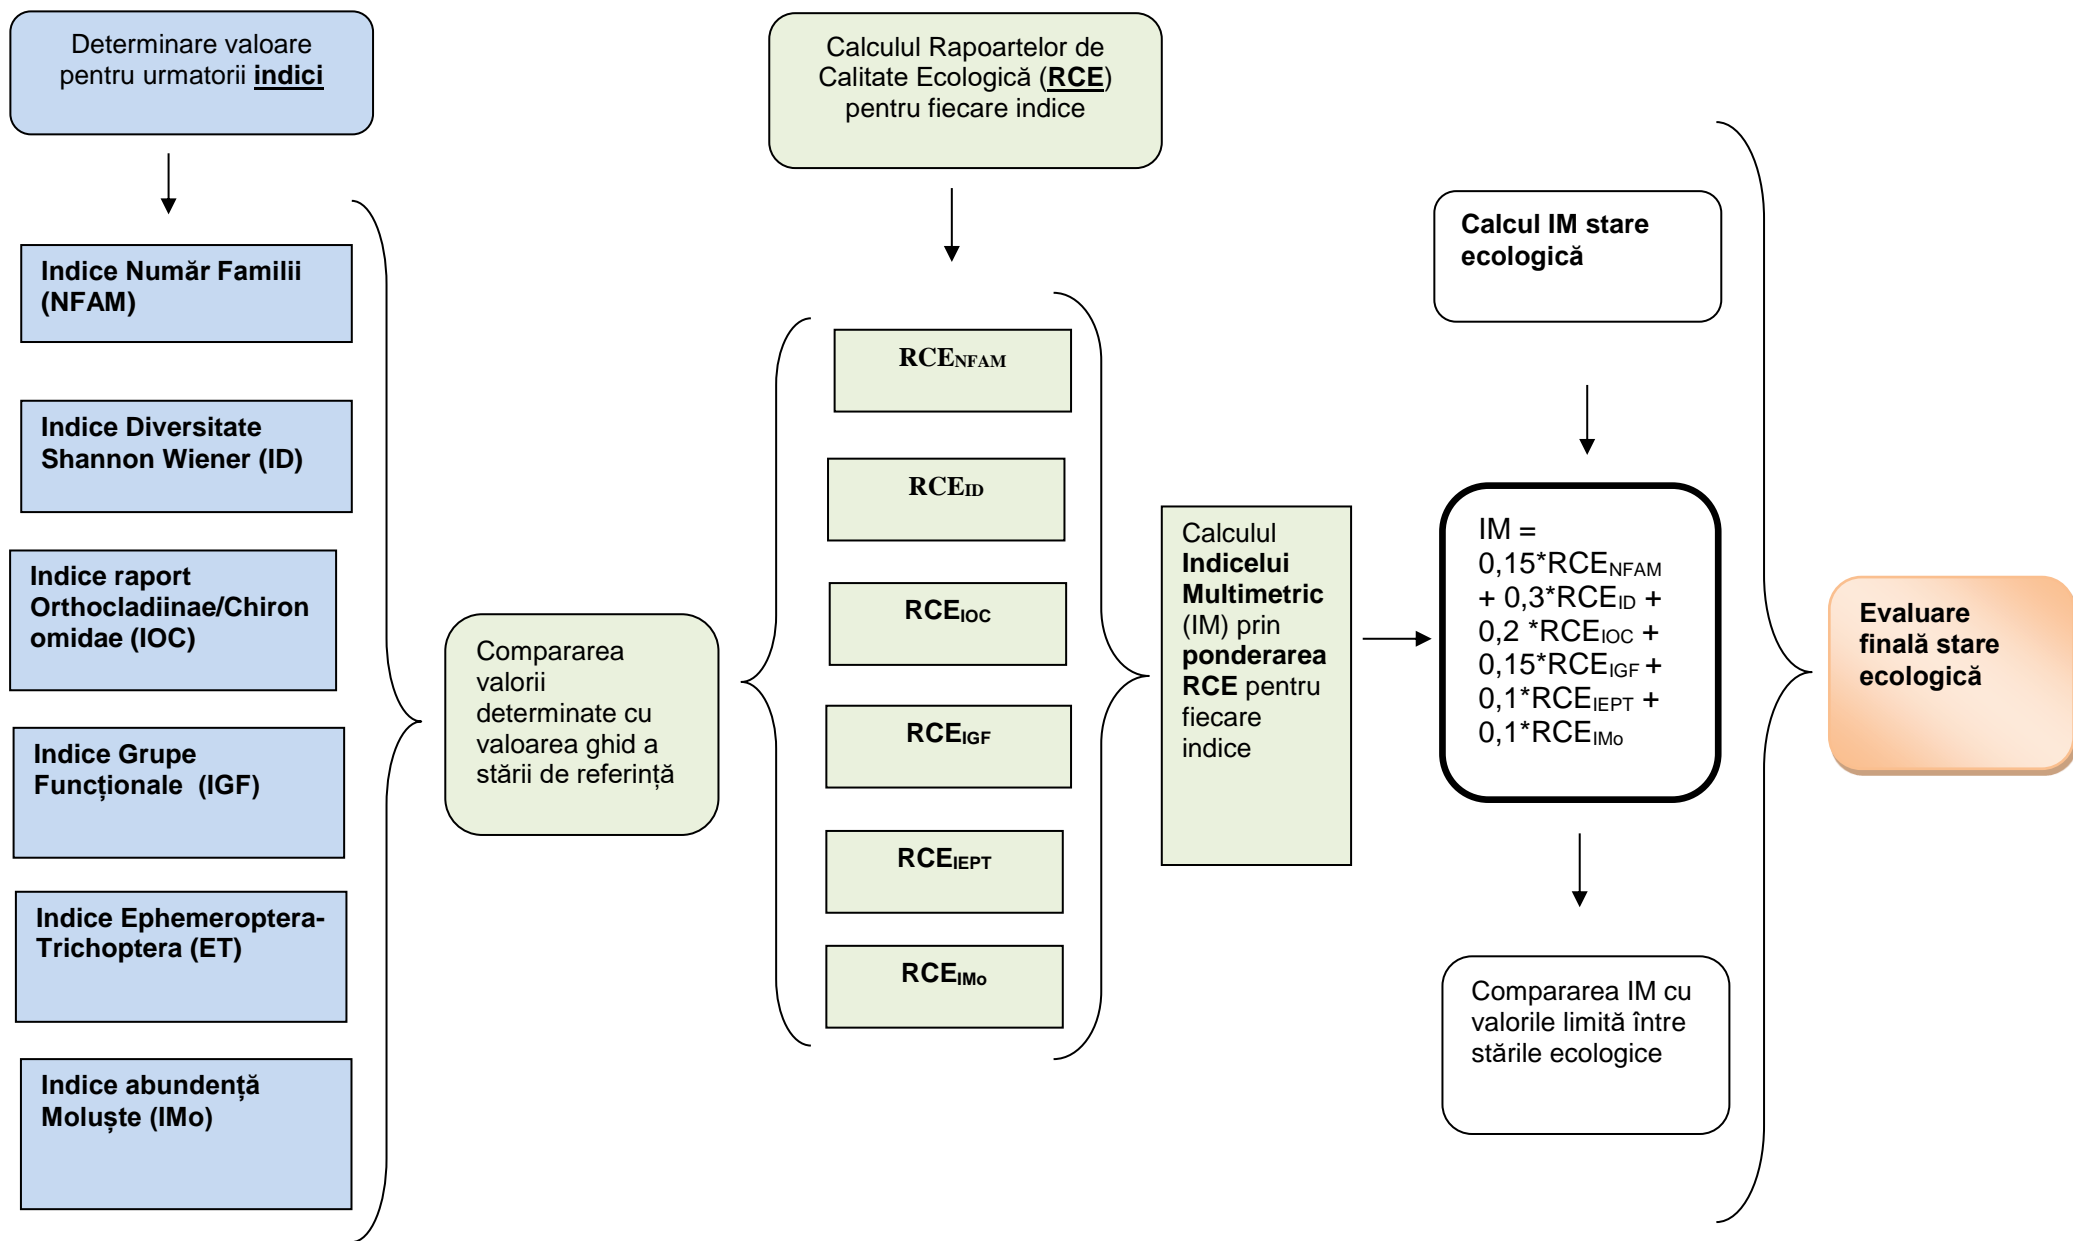 Determinare valoare
pentru urmatorii indici
Indice Număr Familii
(NFAM)
Indice Diversitate
Shannon Wiener (ID)
Indice raport
Orthocladiinae/Chiron
omidae (IOC)
Indice Grupe
Funcționale  (IGF)
Indice Ephemeroptera-
Trichoptera (ET)
Indice abundență
Moluște (IMo)
Compararea
valorii
determinate cu
valoarea ghid a
stării de referință
Calculul Rapoartelor de
Calitate Ecologică (RCE)
pentru fiecare indice
RCENFAM
RCEID
RCEIOC
RCEIGF
RCEIEPT
RCEIMo
Calculul
Indicelui
Multimetric
(IM) prin
ponderarea
RCE pentru
fiecare
indice
Calcul IM stare
ecologică
IM =
0,15*RCENFAM
+ 0,3*RCEID +
0,2 *RCEIOC +
0,15*RCEIGF +
0,1*RCEIEPT +
0,1*RCEIMo
Compararea IM cu
valorile limită între
stările ecologice
Evaluare
finală stare
ecologică